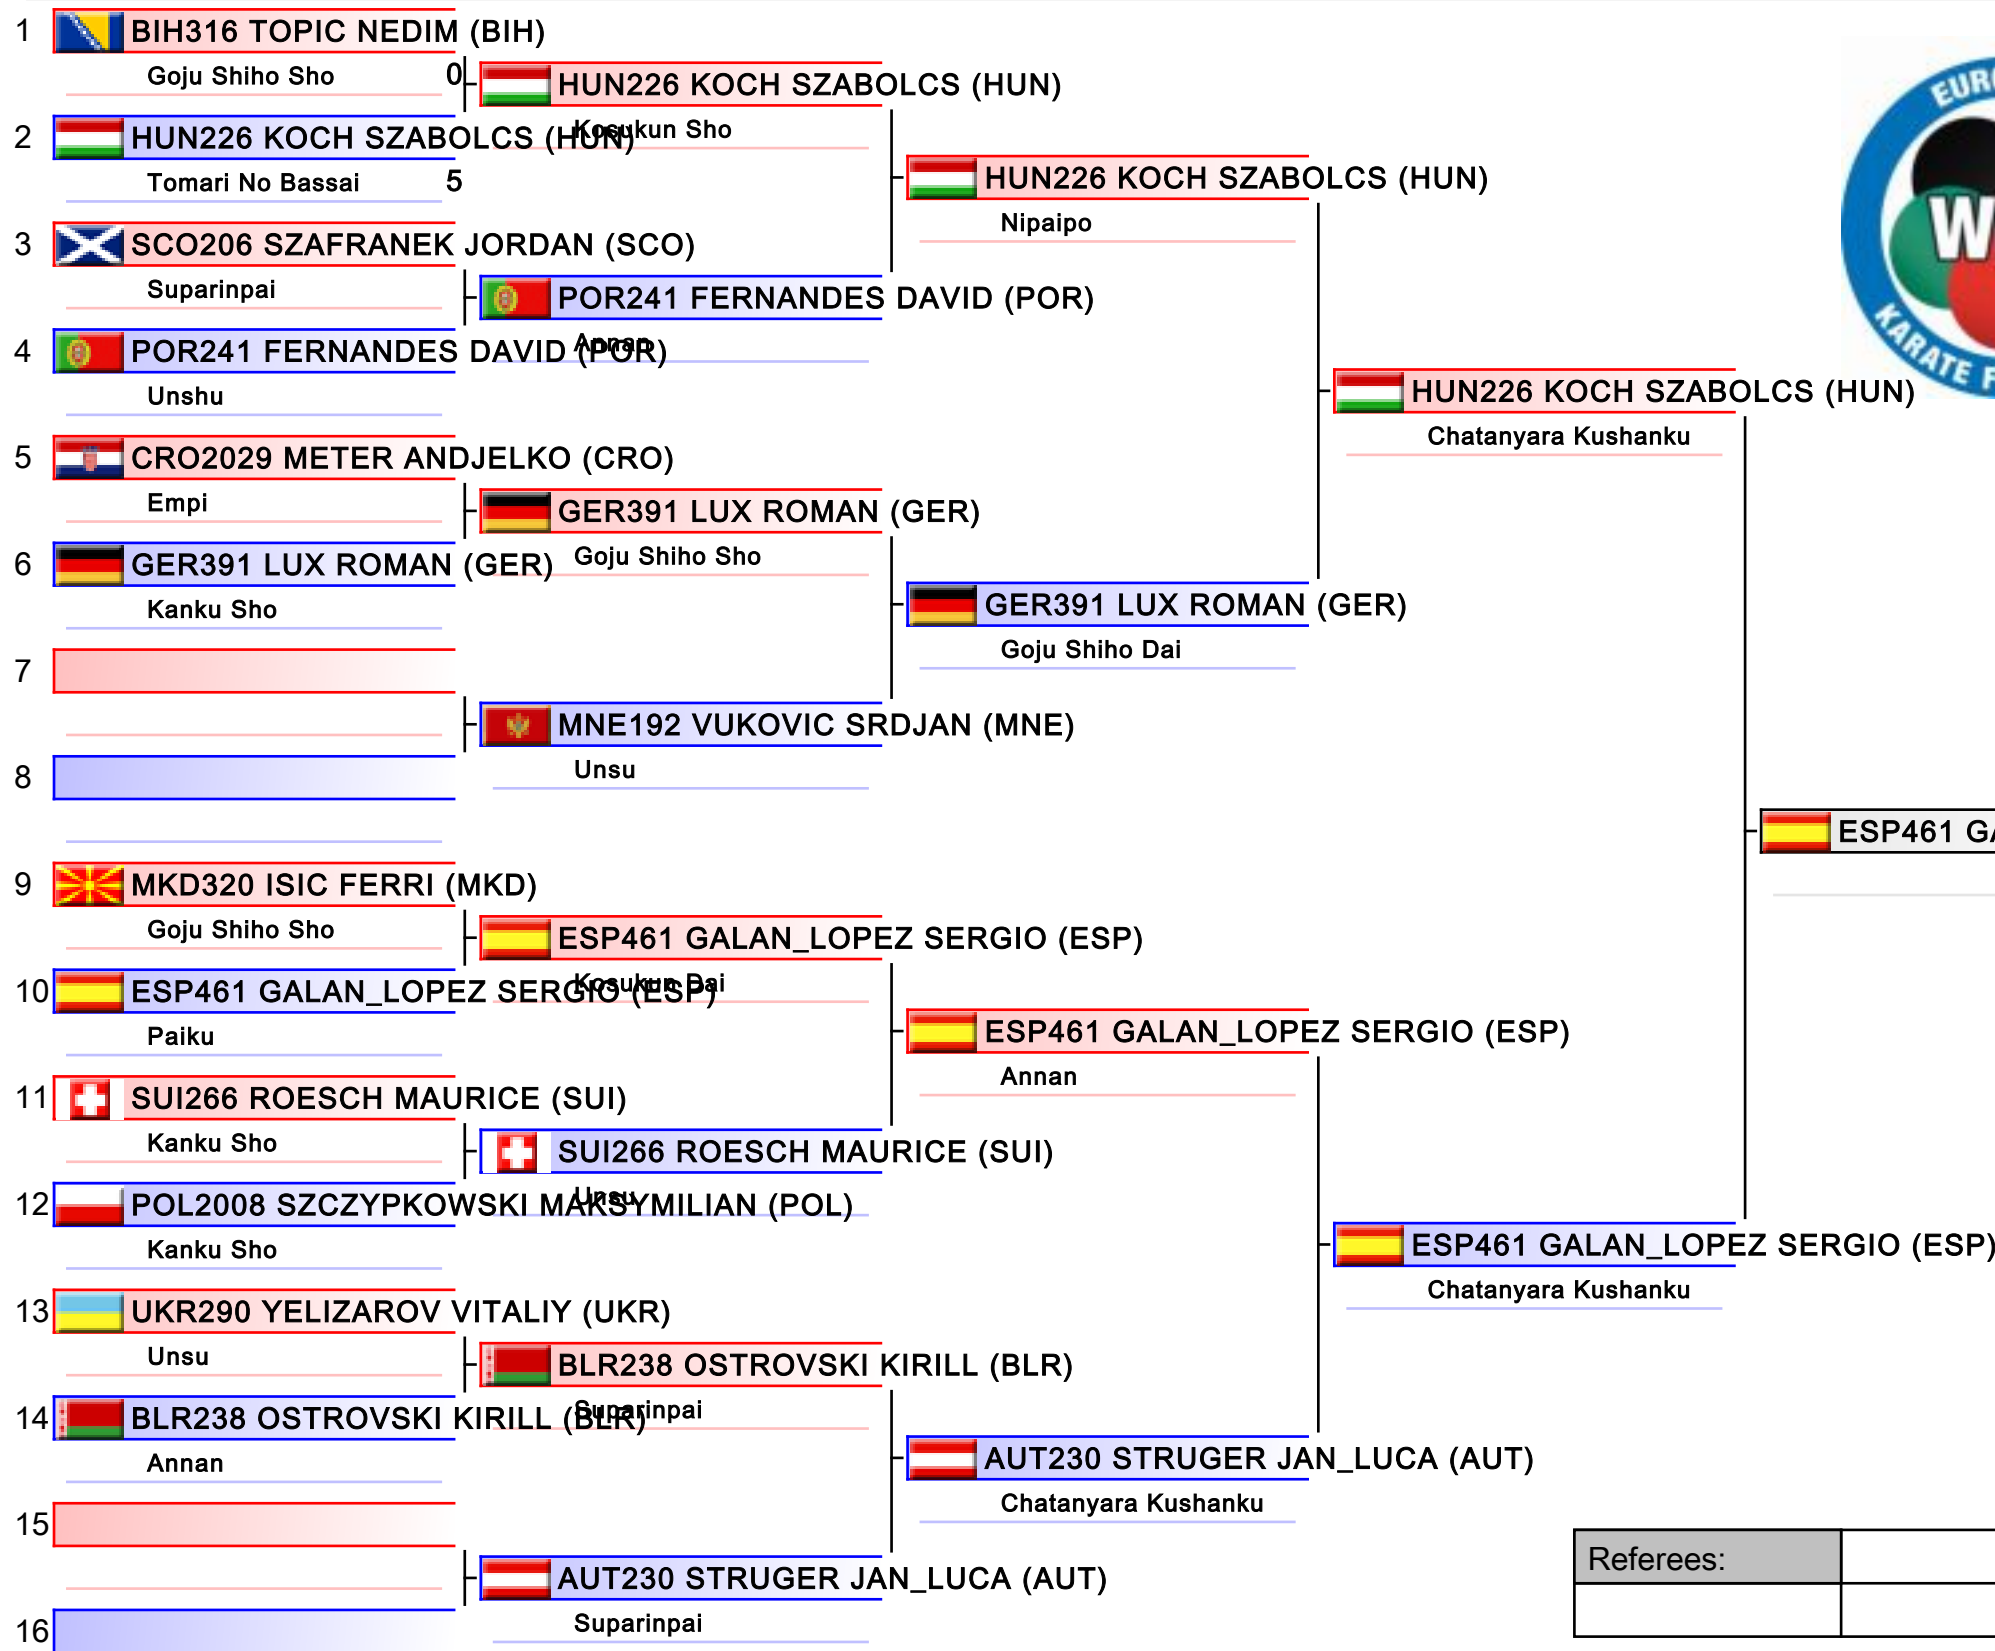 1 BIH316 TOPIC NEDIM (BIH)
Goju Shiho Sho 0
2 HUN226 KOCH SZABOLCS (HUN)
Tomari No Bassai 5
3 SCO206 SZAFRANEK JORDAN (SCO)
Suparinpai
4 POR241 FERNANDES DAVID (POR)
Unshu
5 CRO2029 METER ANDJELKO (CRO)
Empi
6 GER391 LUX ROMAN (GER)
Kanku Sho
7
8
9 MKD320 ISIC FERRI (MKD)
Goju Shiho Sho
10 ESP461 GALAN_LOPEZ SERGIO (ESP)
Paiku
11 SUI266 ROESCH MAURICE (SUI)
Kanku Sho
12 POL2008 SZCZYPKOWSKI MAKSYMILIAN (POL)
Kanku Sho
13 UKR290 YELIZAROV VITALIY (UKR)
Unsu
14 BLR238 OSTROVSKI KIRILL (BLR)
Annan
15
16
HUN226 KOCH SZABOLCS (HUN)
Kosukun Sho
POR241 FERNANDES DAVID (POR)
Annan
GER391 LUX ROMAN (GER)
Goju Shiho Sho
MNE192 VUKOVIC SRDJAN (MNE)
Unsu
ESP461 GALAN_LOPEZ SERGIO (ESP)
Kosukun Dai
SUI266 ROESCH MAURICE (SUI)
Unsu
BLR238 OSTROVSKI KIRILL (BLR)
Suparinpai
AUT230 STRUGER JAN_LUCA (AUT)
Suparinpai
HUN226 KOCH SZABOLCS (HUN)
Nipaipo
GER391 LUX ROMAN (GER)
Goju Shiho Dai
ESP461 GALAN_LOPEZ SERGIO (ESP)
Annan
AUT230 STRUGER JAN_LUCA (AUT)
Chatanyara Kushanku
HUN226 KOCH SZABOLCS (HUN)
Chatanyara Kushanku
ESP461 GALAN_LOPEZ SERGIO (ESP)
Chatanyara Kushanku
ESP461
KARATE
Referees: